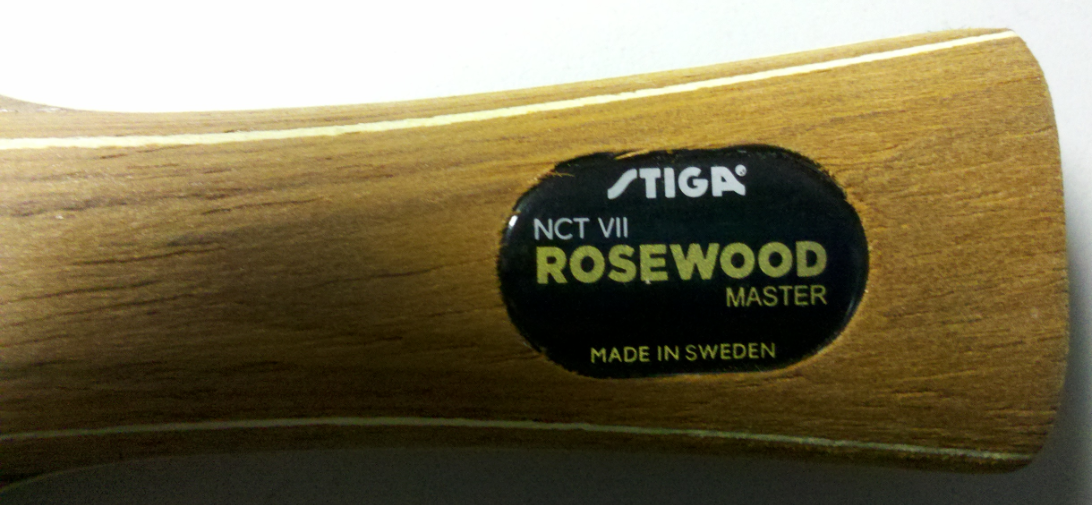 STIGA®
NCT VII
ROSEWOOD
MASTER
MADE IN SWEDEN